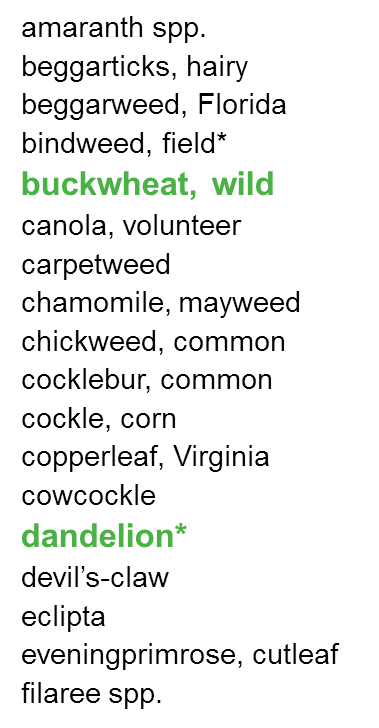 amaranth spp.
beggarticks, hairy
beggarweed, Florida
bindweed, field*
buckwheat, wild
canola, volunteer
carpetweed
chamomile, mayweed
chickweed, common
cocklebur, common
cockle, corn
copperleaf, Virginia
cowcockle
dandelion*
devil’s-claw
eclipta
eveningprimrose, cutleaf
filaree spp.